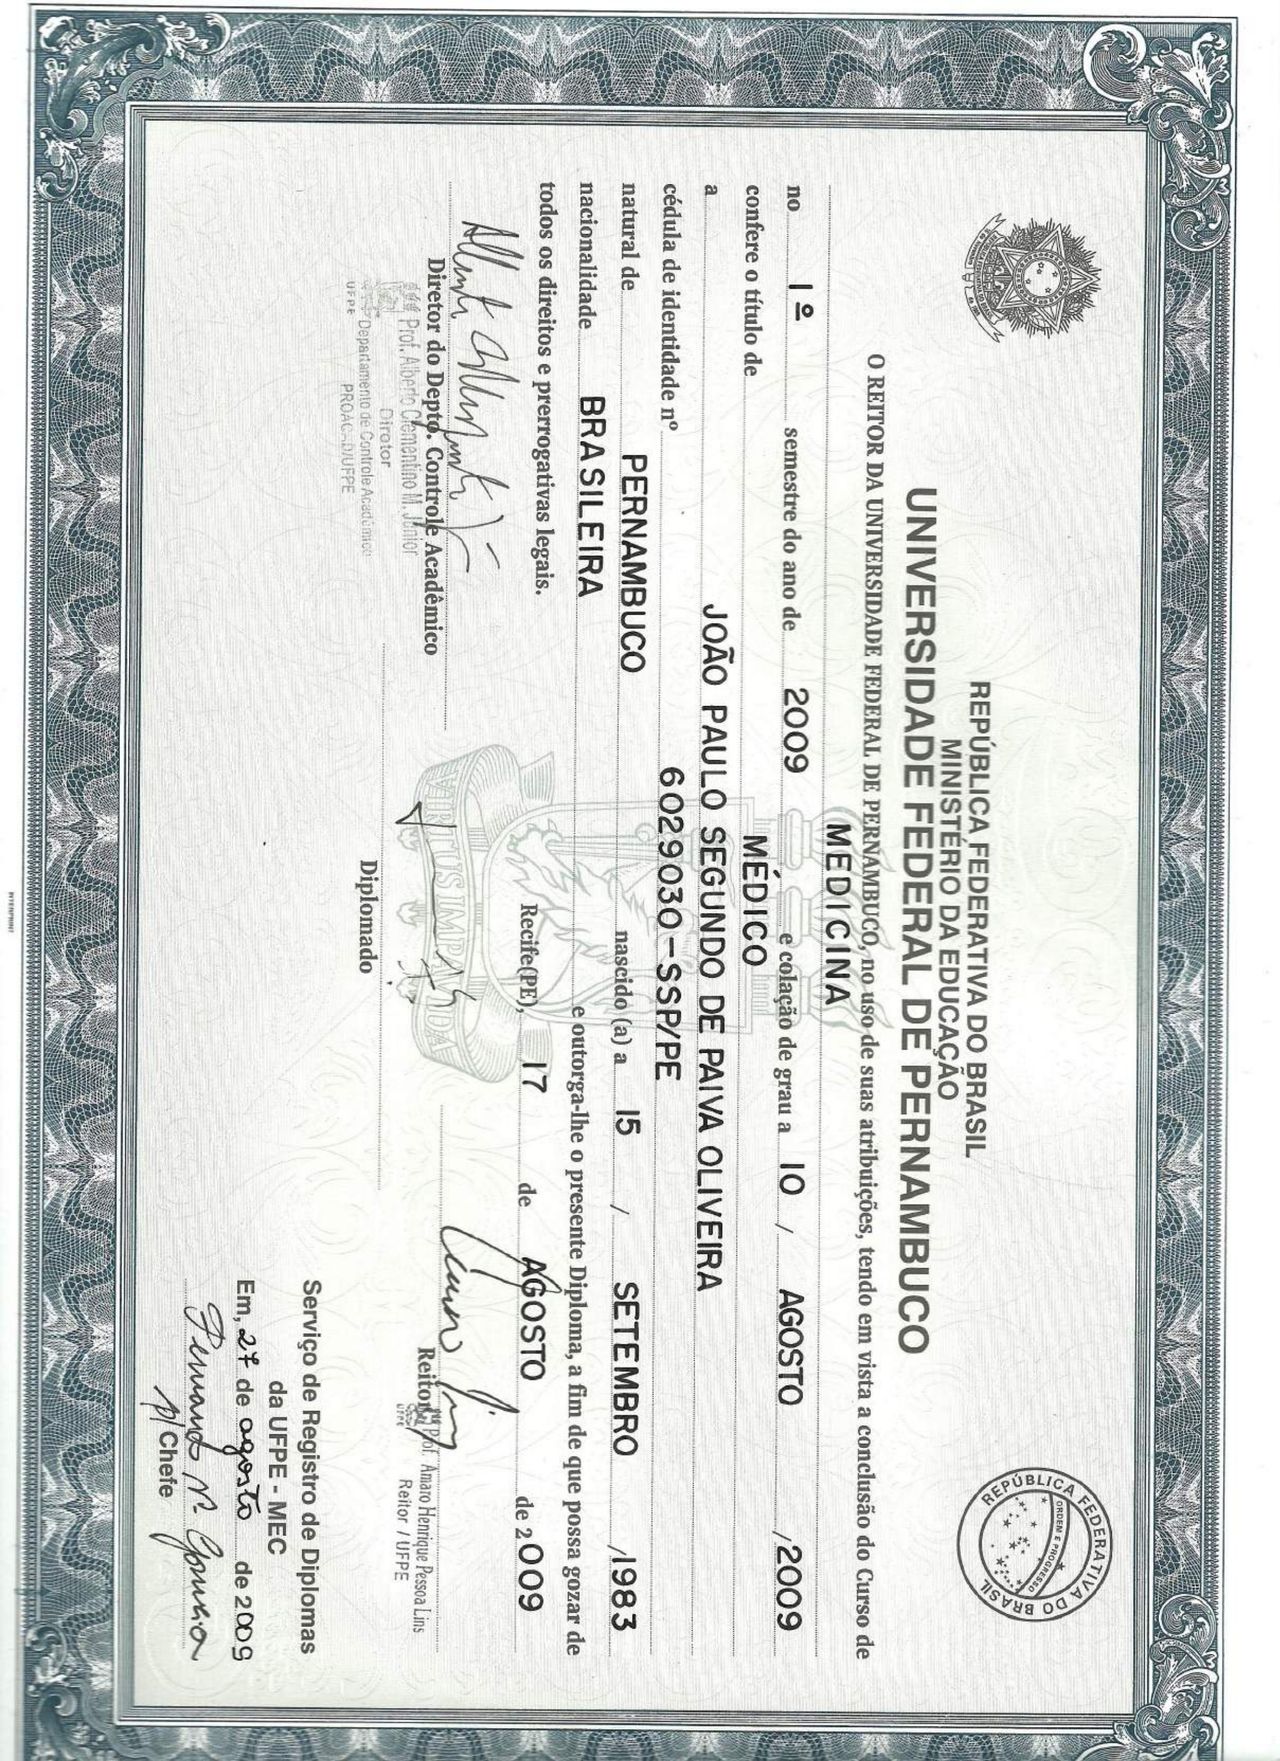 REPÚBLICA FEDERATIVA DO BRASIL
MINISTÉRIO DA EDUCAÇÃO
UNIVERSIDADE FEDERAL DE PERNAMBUCO
REPÚBLICA FEDERATIVA DO BRASIL
ORDEM E PROGRESSO
O REITOR DA UNIVERSIDADE FEDERAL DE PERNAMBUCO, no uso de suas atribuições, tendo em vista a conclusão do Curso de
MEDICINA
no 1º semestre do ano de 2009 e colação de grau a 10 / AGOSTO /2009
confere o título de MÉDICO
a JOÃO PAULO SEGUNDO DE PAIVA OLIVEIRA
cédula de identidade nº 6029030-SSP/PE
natural de PERNAMBUCO nascido (a) a 15 / SETEMBRO /1983
nacionalidade BRASILEIRA e outorga-lhe o presente Diploma, a fim de que possa gozar de
todos os direitos e prerrogativas legais.
Recife(PE), 17 de AGOSTO de 2009
VIRTUS IMPAVIDA
Diretor do Depto. Controle Acadêmico
Prof. Alberto Clementino M. Júnior
Diretor
Departamento de Controle Acadêmico
UFPE PROACAD/UFPE
Reitor
Prof. Amaro Henrique Pessoa Lins
UFPE Reitor / UFPE
Diplomado
Serviço de Registro de Diplomas
da UFPE - MEC
Em, 27 de agosto de 2009
p/ Chefe
INTERPRINT